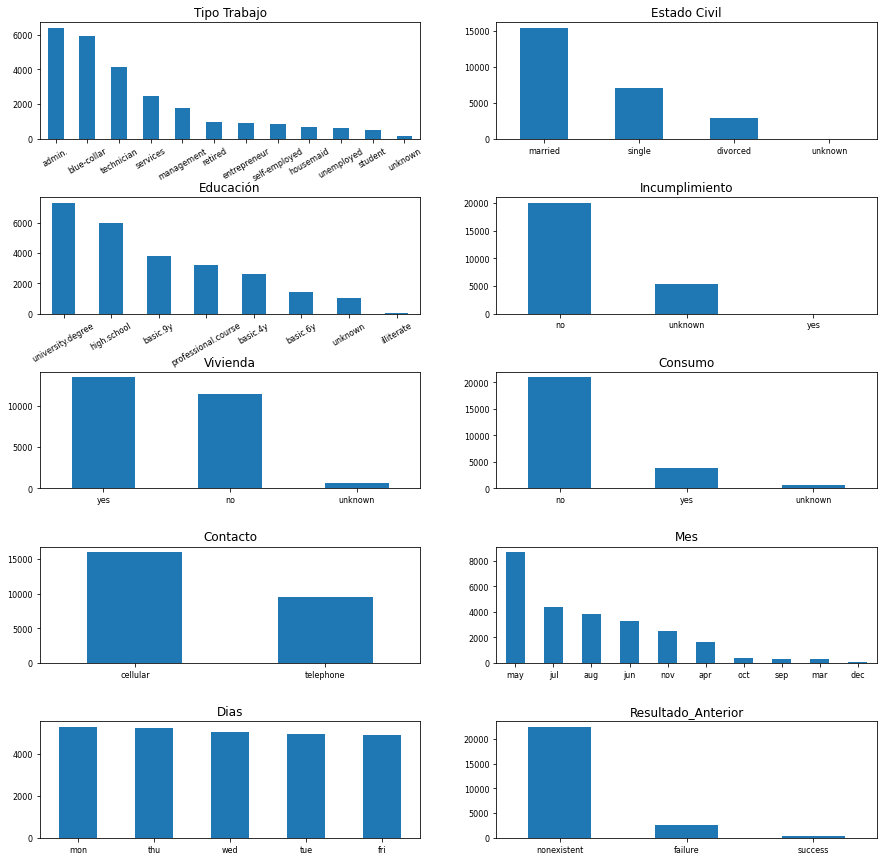 Tipo Trabajo
6000
4000
2000
0
admin.
blue-collar
technician
services
management
retired
entrepreneur
self-employed
housemaid
unemployed
student
unknown
Estado Civil
15000
10000
5000
0
married
single
divorced
unknown
Educación
6000
4000
2000
0
university.degree
high.school
basic.9y
professional.course
basic.4y
basic.6y
unknown
illiterate
Incumplimiento
20000
15000
10000
5000
0
no
unknown
yes
Vivienda
10000
5000
0
yes
no
unknown
Consumo
20000
15000
10000
5000
0
no
yes
unknown
Contacto
15000
10000
5000
0
cellular
telephone
Mes
8000
6000
4000
2000
0
may
jul
aug
jun
nov
apr
oct
sep
mar
dec
Dias
4000
2000
0
mon
thu
wed
tue
fri
Resultado_Anterior
20000
15000
10000
5000
0
nonexistent
failure
success